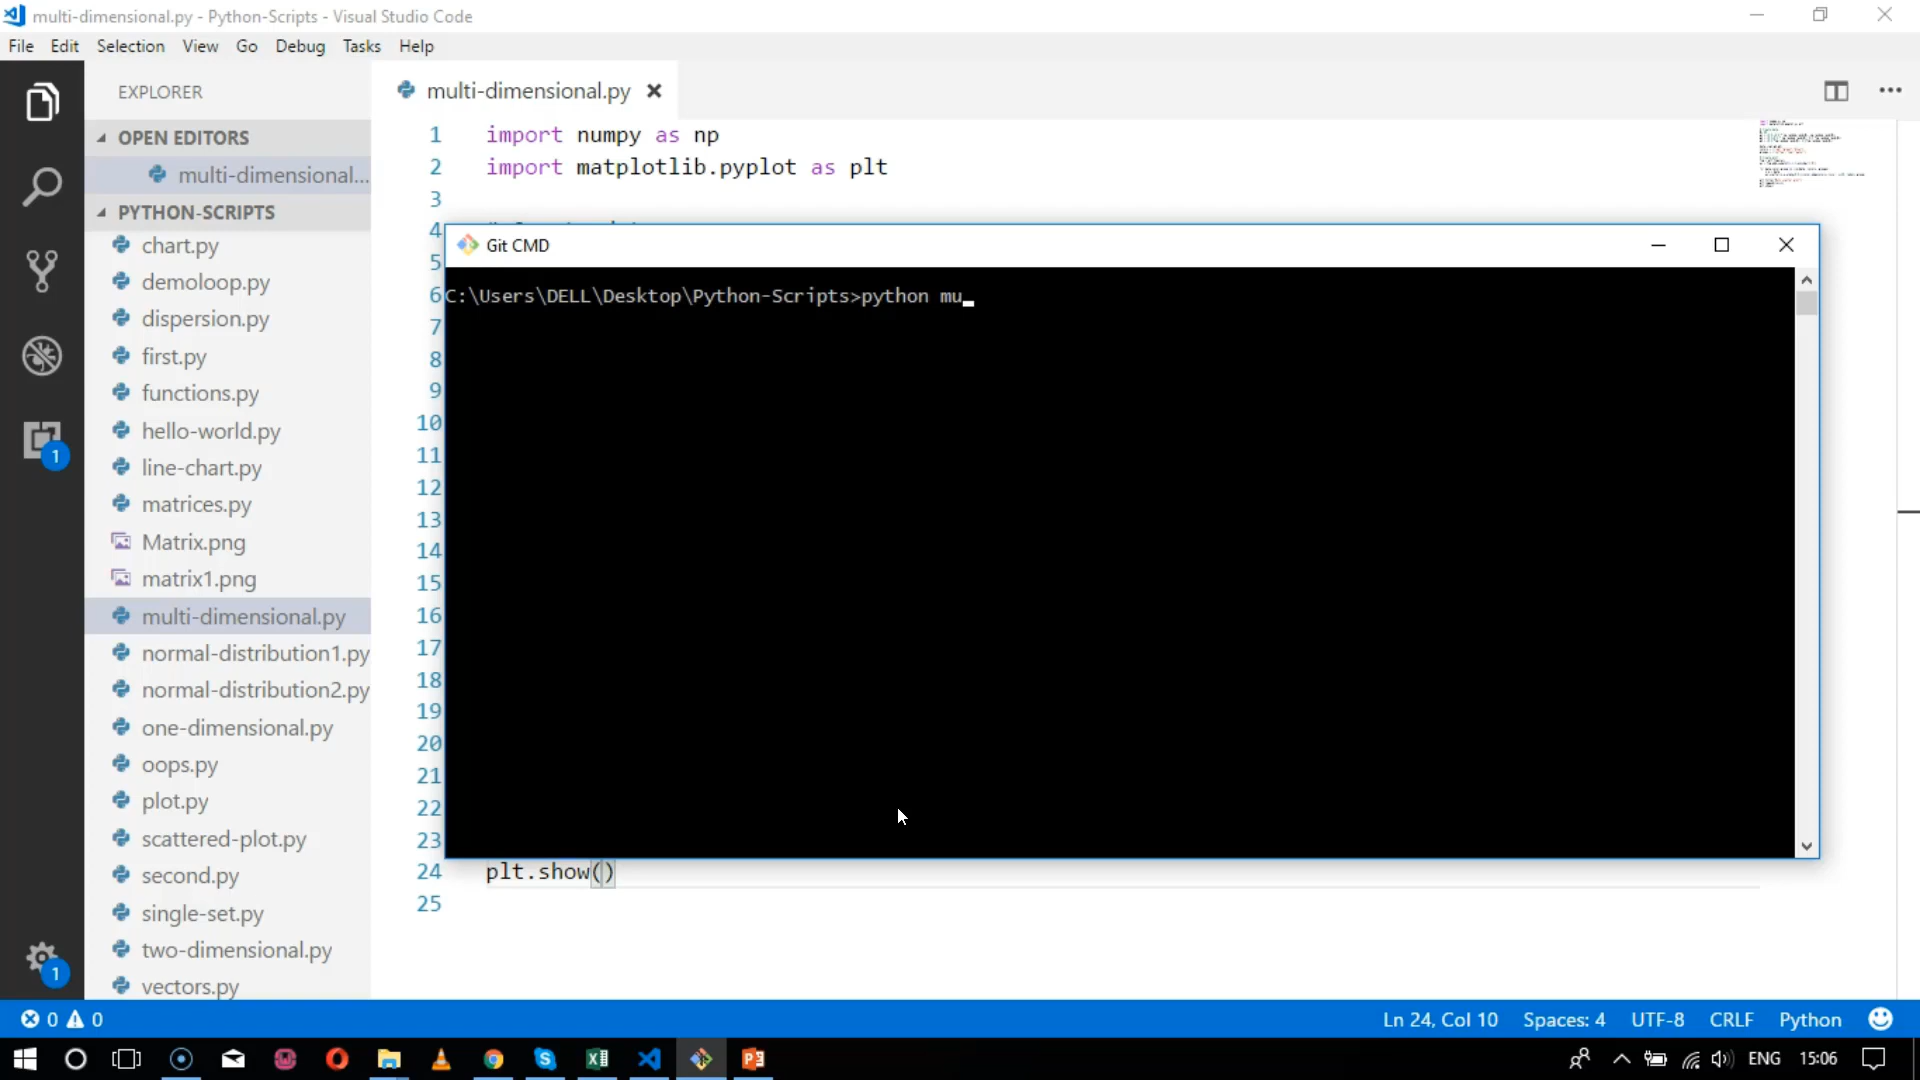 multi-dimensional.py - Python-Scripts - Visual Studio Code
File Edit Selection View Go Debug Tasks Help
EXPLORER
multi-dimensional.py
OPEN EDITORS
multi-dimensional...
PYTHON-SCRIPTS
chart.py
demoloop.py
dispersion.py
first.py
functions.py
hello-world.py
line-chart.py
matrices.py
Matrix.png
matrix1.png
multi-dimensional.py
normal-distribution1.py
normal-distribution2.py
one-dimensional.py
oops.py
plot.py
scattered-plot.py
second.py
single-set.py
two-dimensional.py
vectors.py
1
1
1 import numpy as np
2 import matplotlib.pyplot as plt
3
4
5
6
7
8
9
10
11
12
13
14
15
16
17
18
19
20
21
22
23
24 plt.show()
25
Git CMD
C:\Users\DELL\Desktop\Python-Scripts>python mu_
0 0
Ln 24, Col 10 Spaces: 4 UTF-8 CRLF Python
ENG 15:06